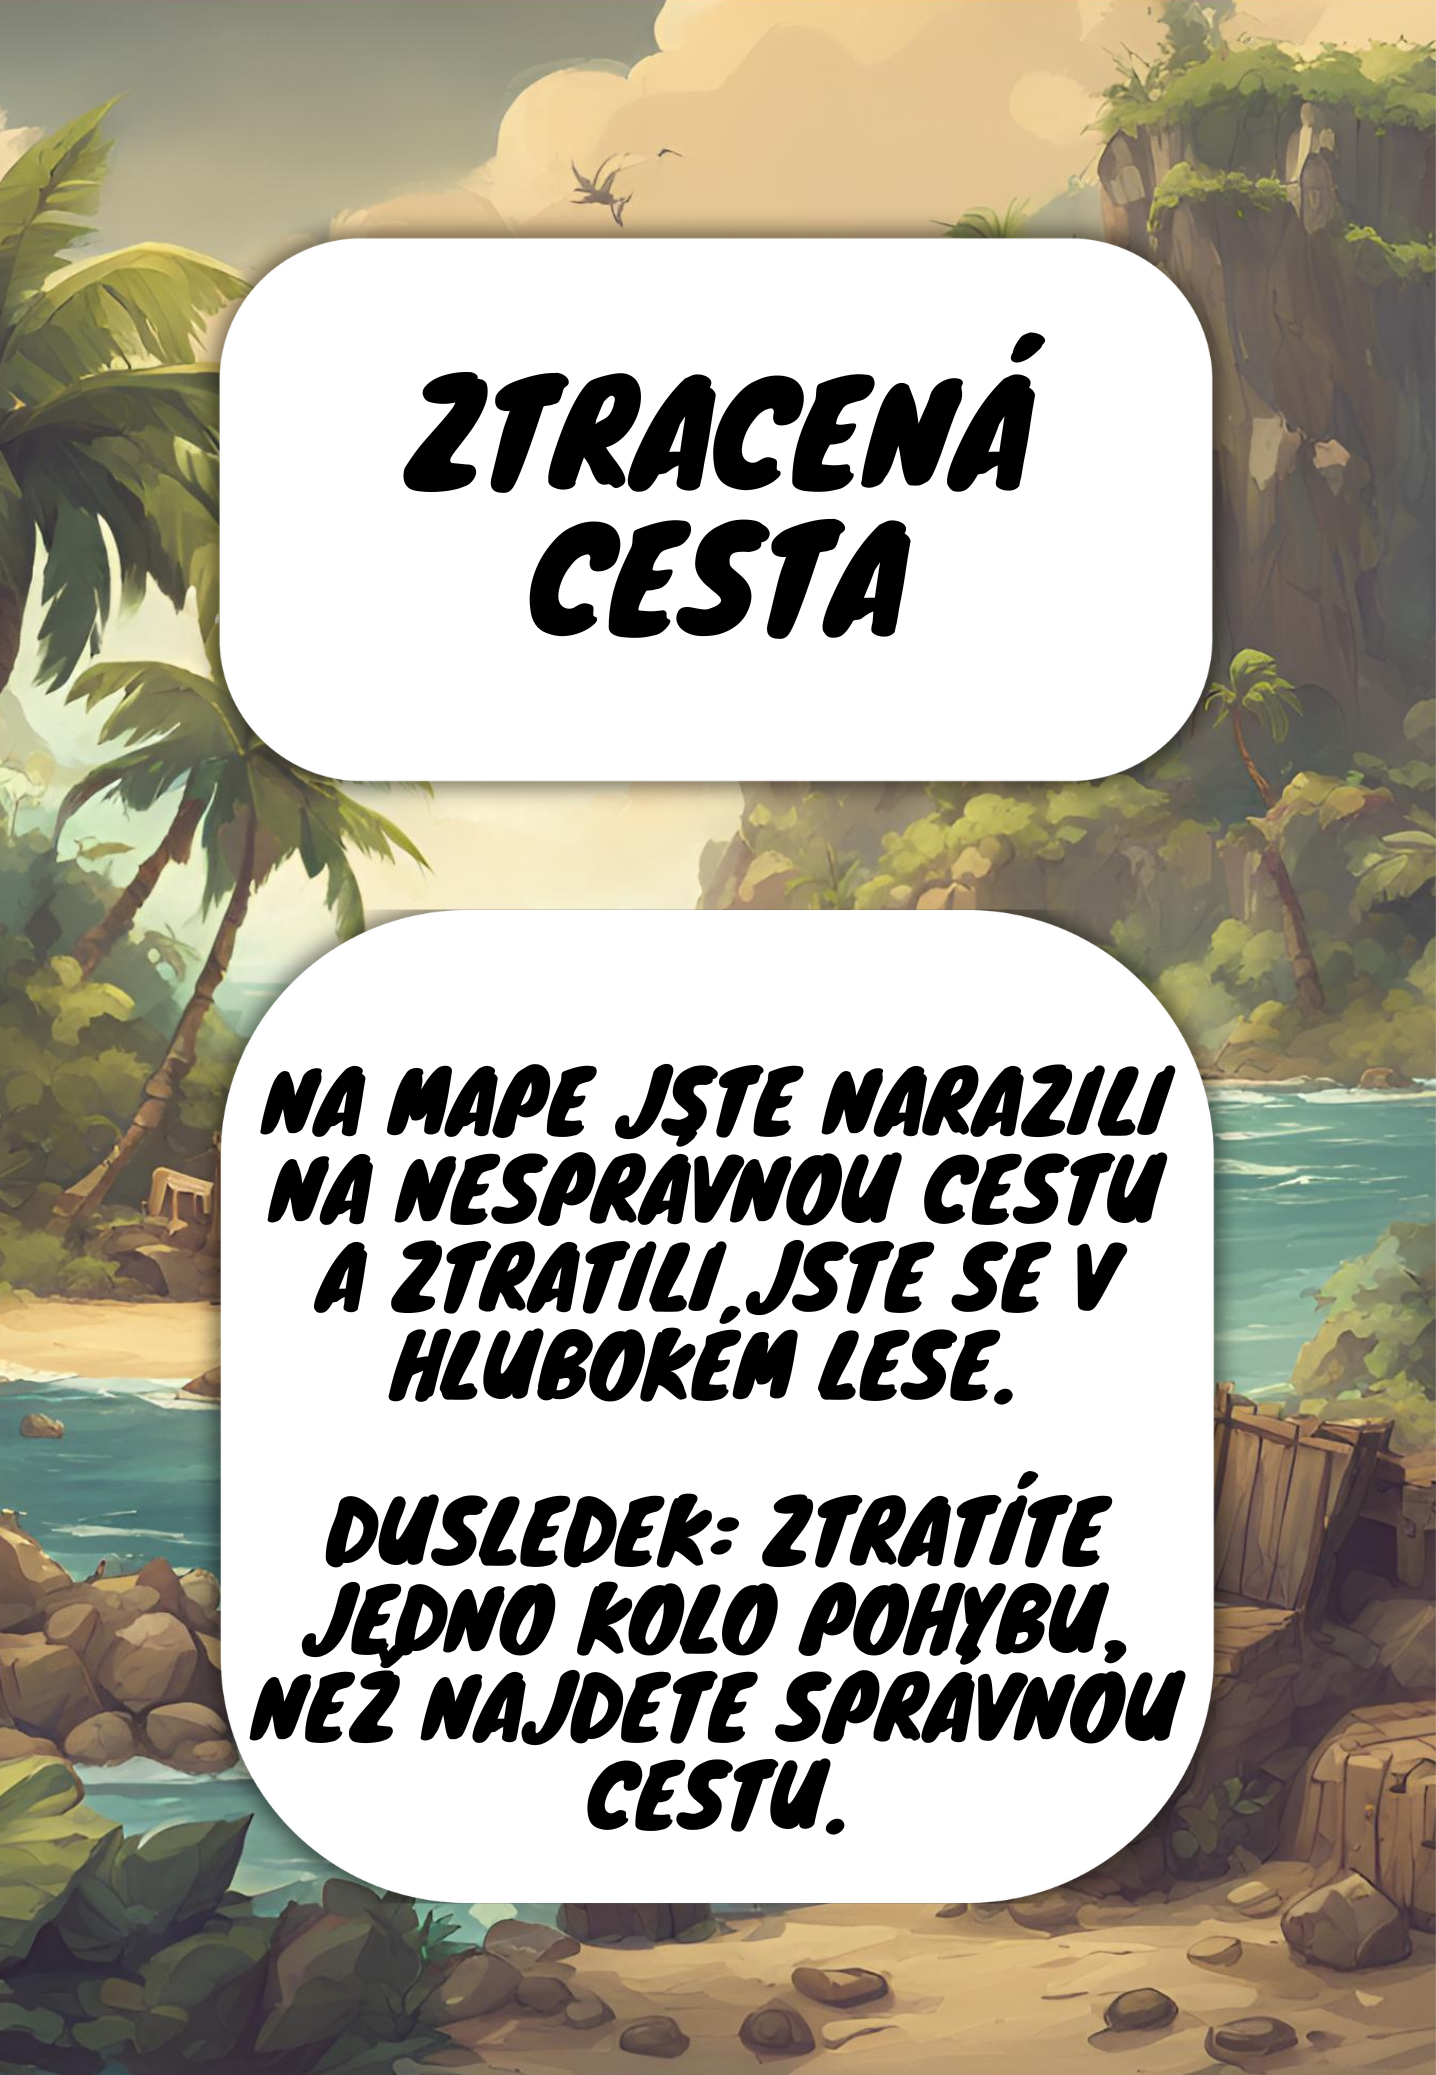 ZTRACENÁ
CESTA
NA MAPE JSTE NARAZILI
NA NESPRÁVNOU CESTU
A ZTRATILI JSTE SE V
HLUBOKÉM LESE.
DUSLEDEK: ZTRATÍTE
JEDNO KOLO POHYBU,
NEŽ NAJDETE SPRÁVNOU
CESTU.